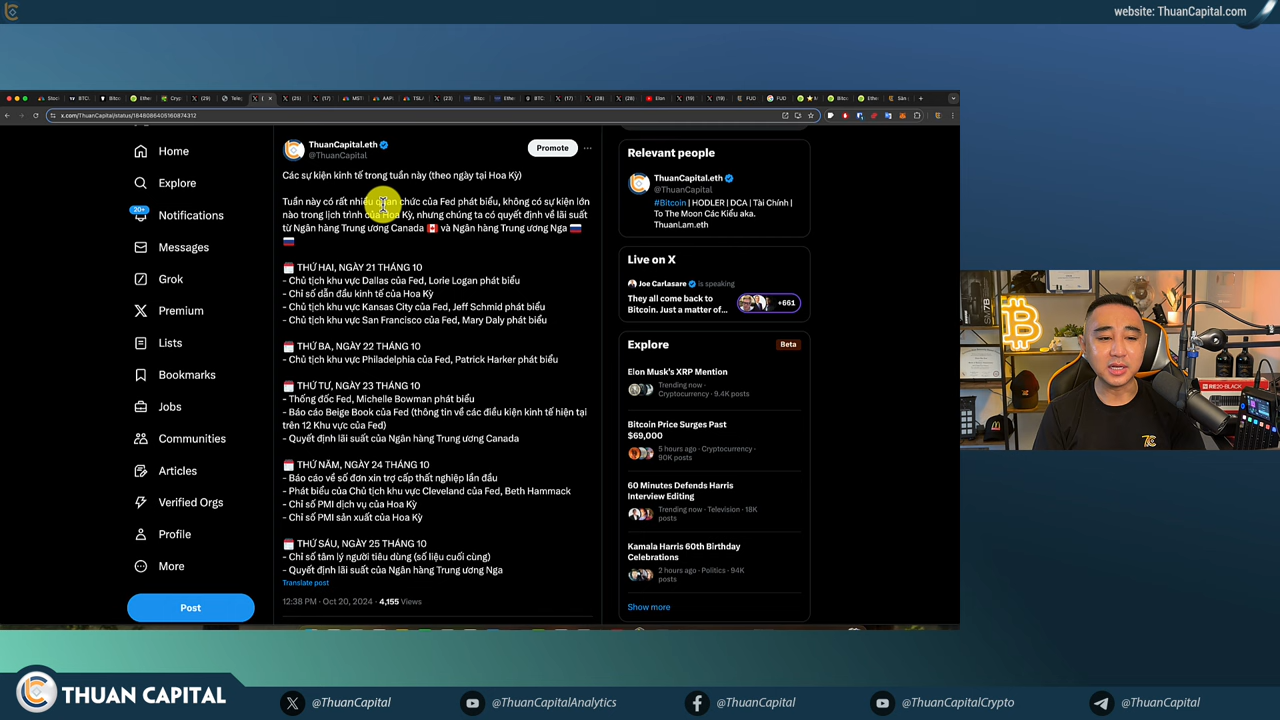 website: ThuanCapital.com
x.com/ThuanCapital/status/1848086405160874312
Home
Explore
20+
Notifications
Messages
Grok
Premium
Lists
Bookmarks
Jobs
Communities
Articles
Verified Orgs
Profile
More
Post
ThuanCapital.eth
@ThuanCapital
Promote
Các sự kiện kinh tế trong tuần này (theo ngày tại Hoa Kỳ)
Tuần này có rất nhiều quan chức của Fed phát biểu, không có sự kiện lớn
nào trong lịch trình của Hoa Kỳ, nhưng chúng ta có quyết định về lãi suất
từ Ngân hàng Trung ương Canada 🇨🇦 và Ngân hàng Trung ương Nga 🇷🇺
🇷🇺
🗓️ THỨ HAI, NGÀY 21 THÁNG 10
- Chủ tịch khu vực Dallas của Fed, Lorie Logan phát biểu
- Chỉ số dẫn đầu kinh tế của Hoa Kỳ
- Chủ tịch khu vực Kansas City của Fed, Jeff Schmid phát biểu
- Chủ tịch khu vực San Francisco của Fed, Mary Daly phát biểu
🗓️ THỨ BA, NGÀY 22 THÁNG 10
- Chủ tịch khu vực Philadelphia của Fed, Patrick Harker phát biểu
🗓️ THỨ TƯ, NGÀY 23 THÁNG 10
- Thống đốc Fed, Michelle Bowman phát biểu
- Báo cáo Beige Book của Fed (thông tin về các điều kiện kinh tế hiện tại
trên 12 Khu vực của Fed)
- Quyết định lãi suất của Ngân hàng Trung ương Canada
🗓️ THỨ NĂM, NGÀY 24 THÁNG 10
- Báo cáo về số đơn xin trợ cấp thất nghiệp lần đầu
- Phát biểu của Chủ tịch khu vực Cleveland của Fed, Beth Hammack
- Chỉ số PMI dịch vụ của Hoa Kỳ
- Chỉ số PMI sản xuất của Hoa Kỳ
🗓️ THỨ SÁU, NGÀY 25 THÁNG 10
- Chỉ số tâm lý người tiêu dùng (số liệu cuối cùng)
- Quyết định lãi suất của Ngân hàng Trung ương Nga
Translate post
12:38 PM · Oct 20, 2024 · 4,155 Views
Relevant people
ThuanCapital.eth
@ThuanCapital
#Bitcoin | HODLER | DCA | Tài Chính |
To The Moon Các Kiểu aka.
ThuanLam.eth
Live on X
Joe Carlasare is speaking
They all come back to
Bitcoin. Just a matter of...
+661
Explore
Beta
Elon Musk's XRP Mention
Trending now ·
Cryptocurrency · 9.4K posts
Bitcoin Price Surges Past
$69,000
5 hours ago · Cryptocurrency ·
90K posts
60 Minutes Defends Harris
Interview Editing
Trending now · Television · 18K
posts
Kamala Harris 60th Birthday
Celebrations
2 hours ago · Politics · 94K
posts
Show more
THUAN CAPITAL
@ThuanCapital
@ThuanCapitalAnalytics
@ThuanCapital
@ThuanCapitalCrypto
@ThuanCapital